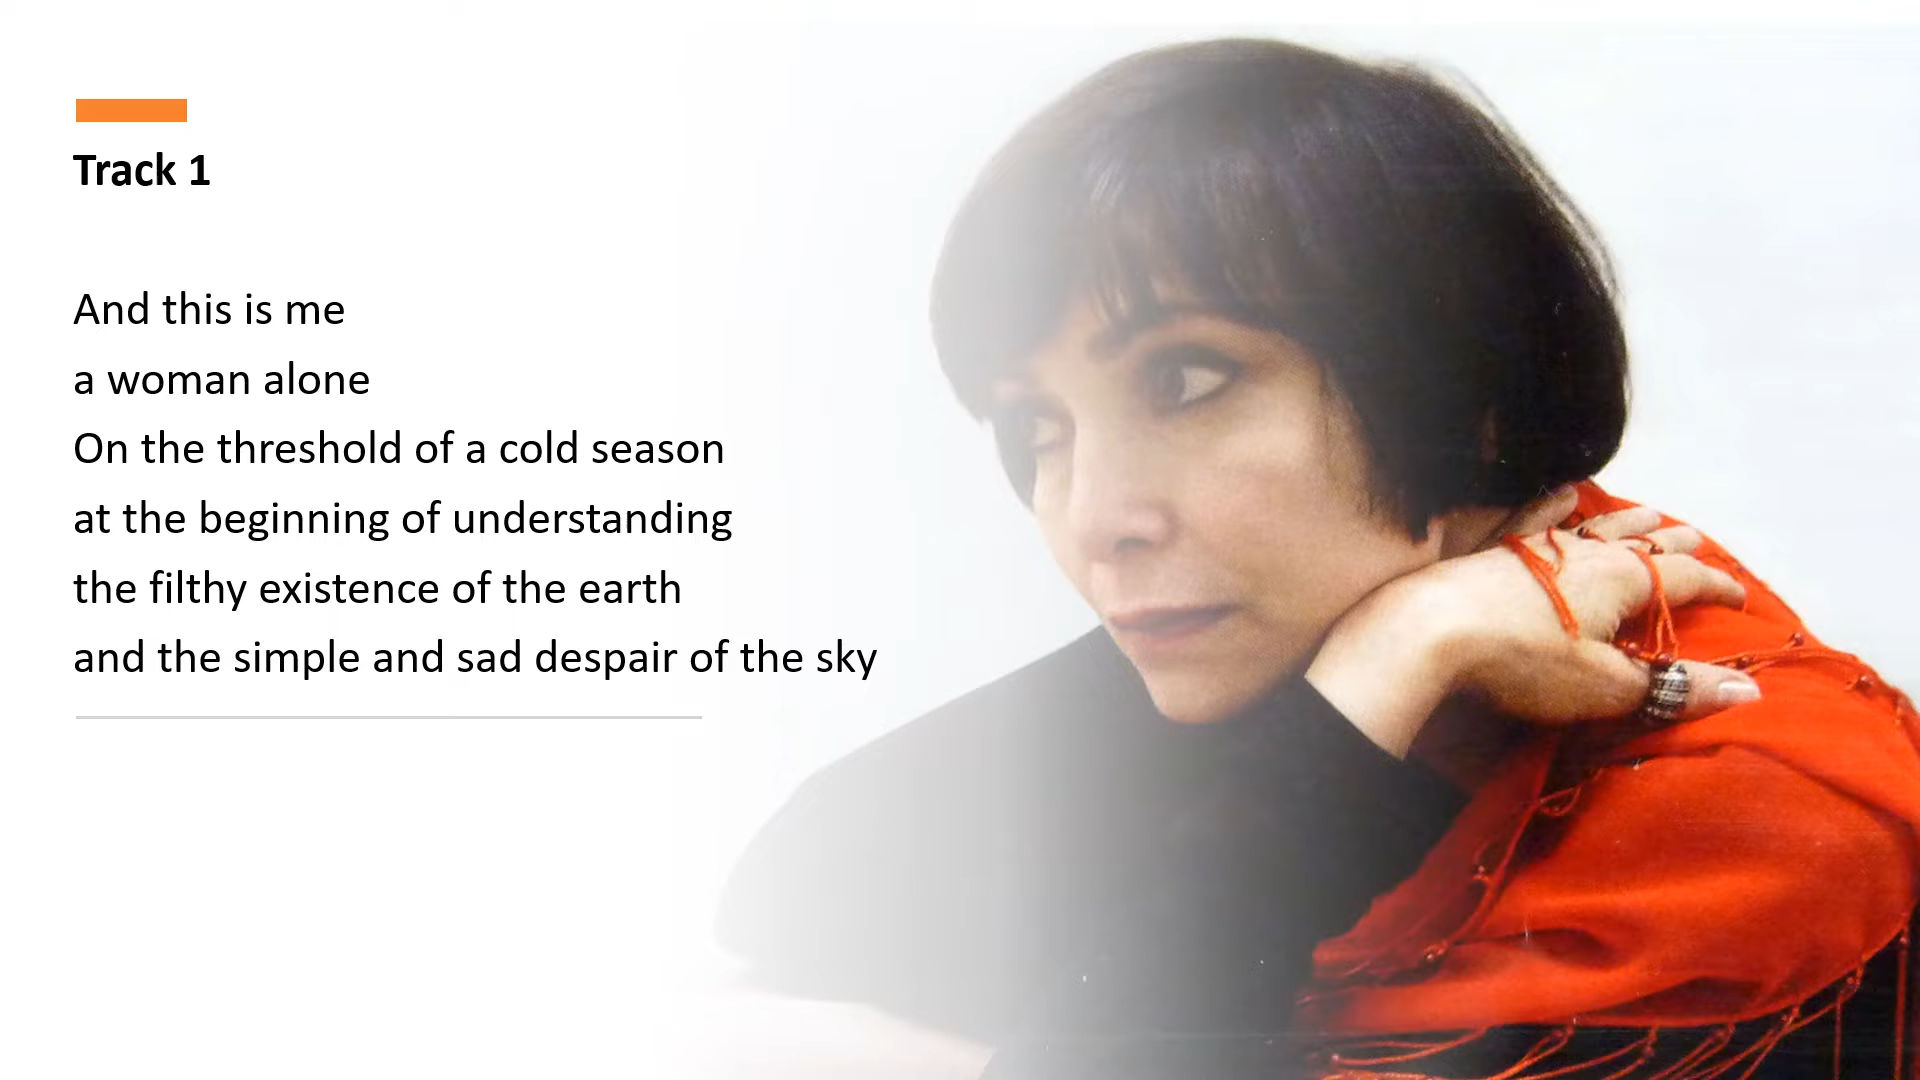 Track 1
And this is me
a woman alone
On the threshold of a cold season
at the beginning of understanding
the filthy existence of the earth
and the simple and sad despair of the sky